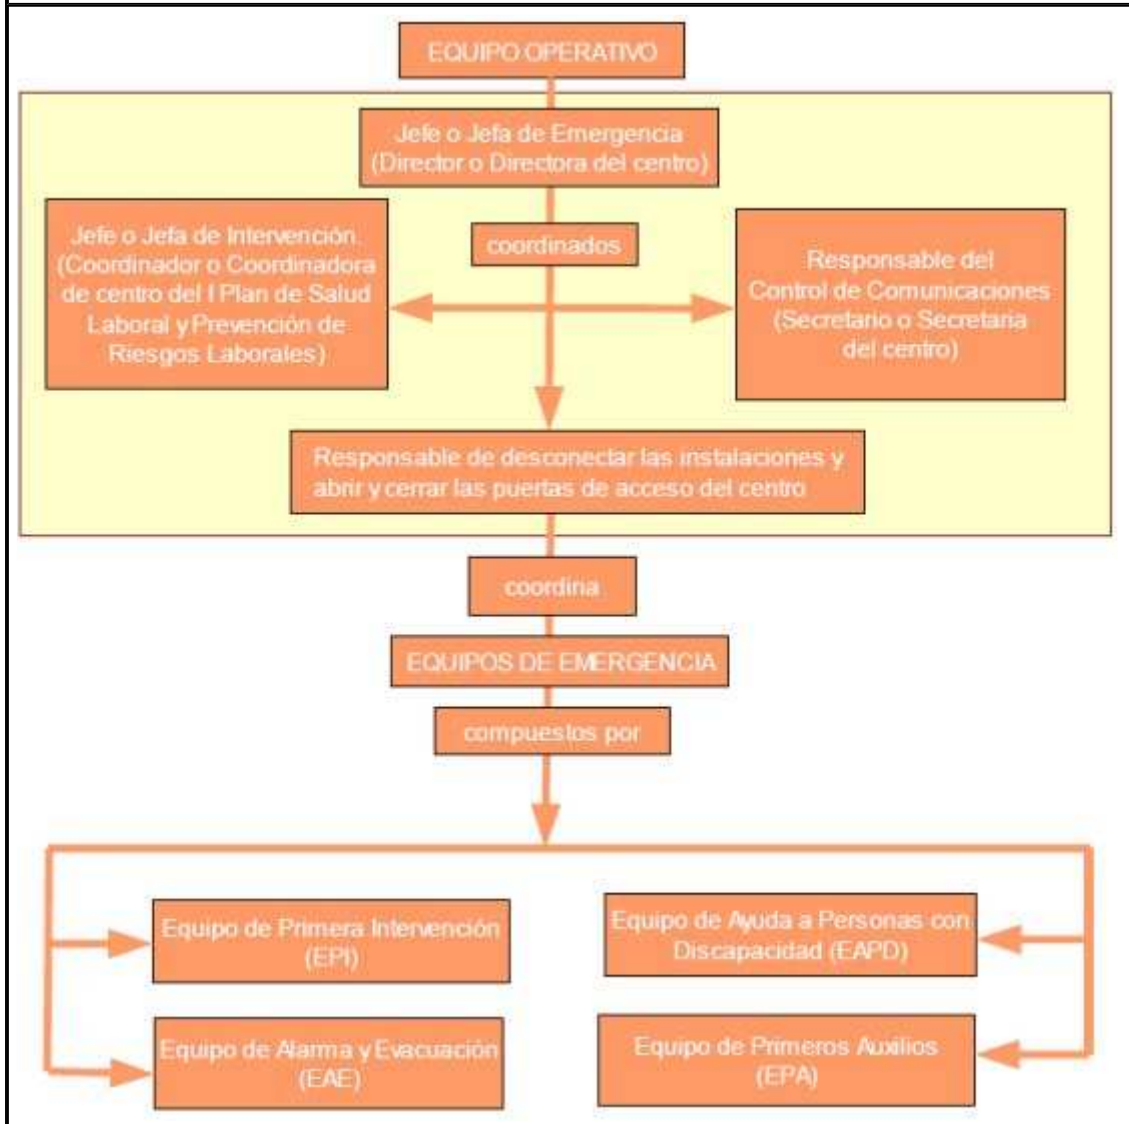 EQUIPO OPERATIVO
Jefe o Jefa de Emergencia
(Director o Directora del centro)
coordinados
Jefe o Jefa de Intervención.
(Coordinador o Coordinadora
de centro del I Plan de Salud
Laboral y Prevención de
Riesgos Laborales)
Responsable del
Control de Comunicaciones
(Secretario o Secretaria
del centro)
Responsable de desconectar las instalaciones y
abrir y cerrar las puertas de acceso del centro
coordina
EQUIPOS DE EMERGENCIA
compuestos por
Equipo de Primera Intervención
(EPI)
Equipo de Ayuda a Personas con
Discapacidad (EAPD)
Equipo de Alarma y Evacuación
(EAE)
Equipo de Primeros Auxilios
(EPA)